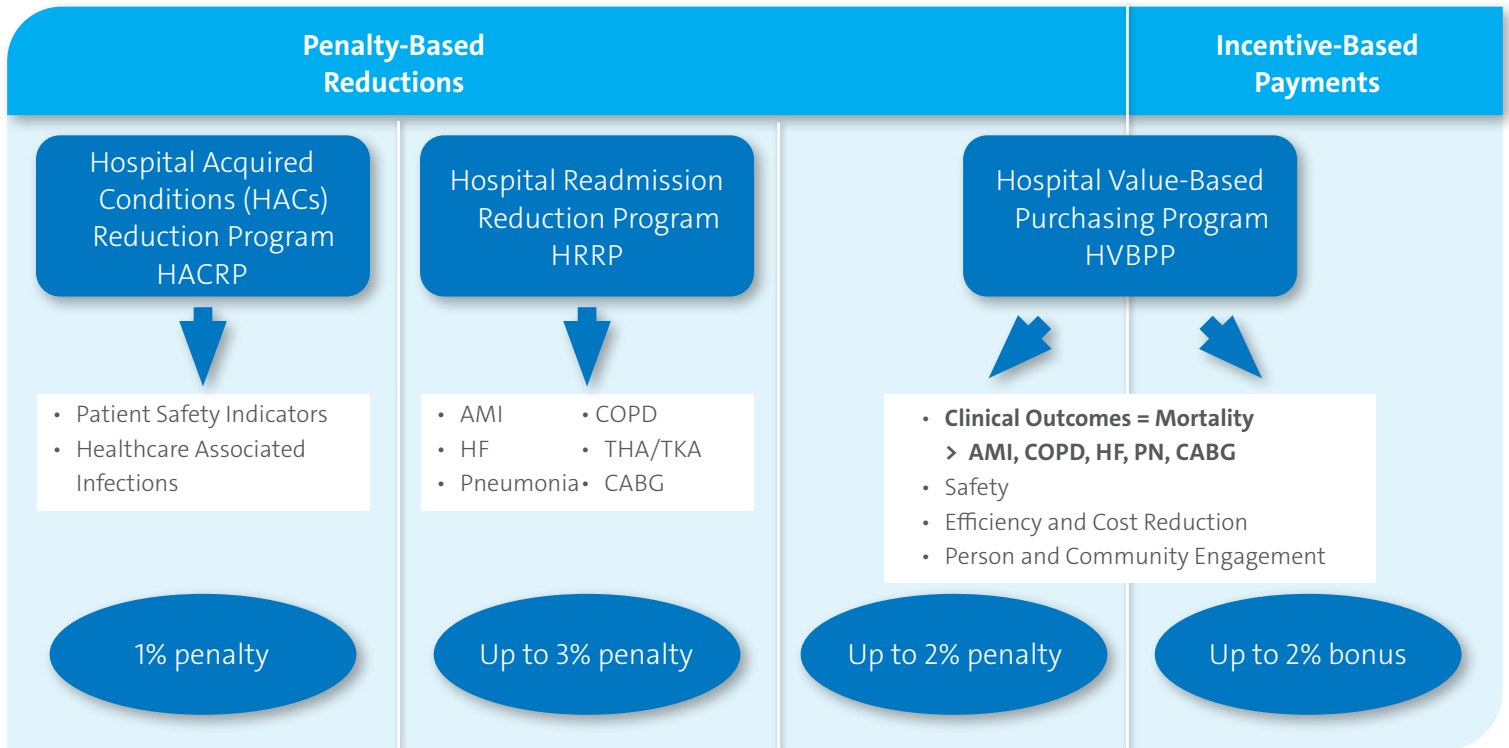 Penalty-Based
Reductions
Incentive-Based
Payments
Hospital Acquired
Conditions (HACs)
Reduction Program
HACRP
Hospital Readmission
Reduction Program
HRRP
Hospital Value-Based
Purchasing Program
HVBPP
• Patient Safety Indicators
• Healthcare Associated
Infections
• AMI • COPD
• HF • THA/TKA
• Pneumonia • CABG
• Clinical Outcomes = Mortality
> AMI, COPD, HF, PN, CABG
• Safety
• Efficiency and Cost Reduction
• Person and Community Engagement
1% penalty
Up to 3% penalty
Up to 2% penalty
Up to 2% bonus